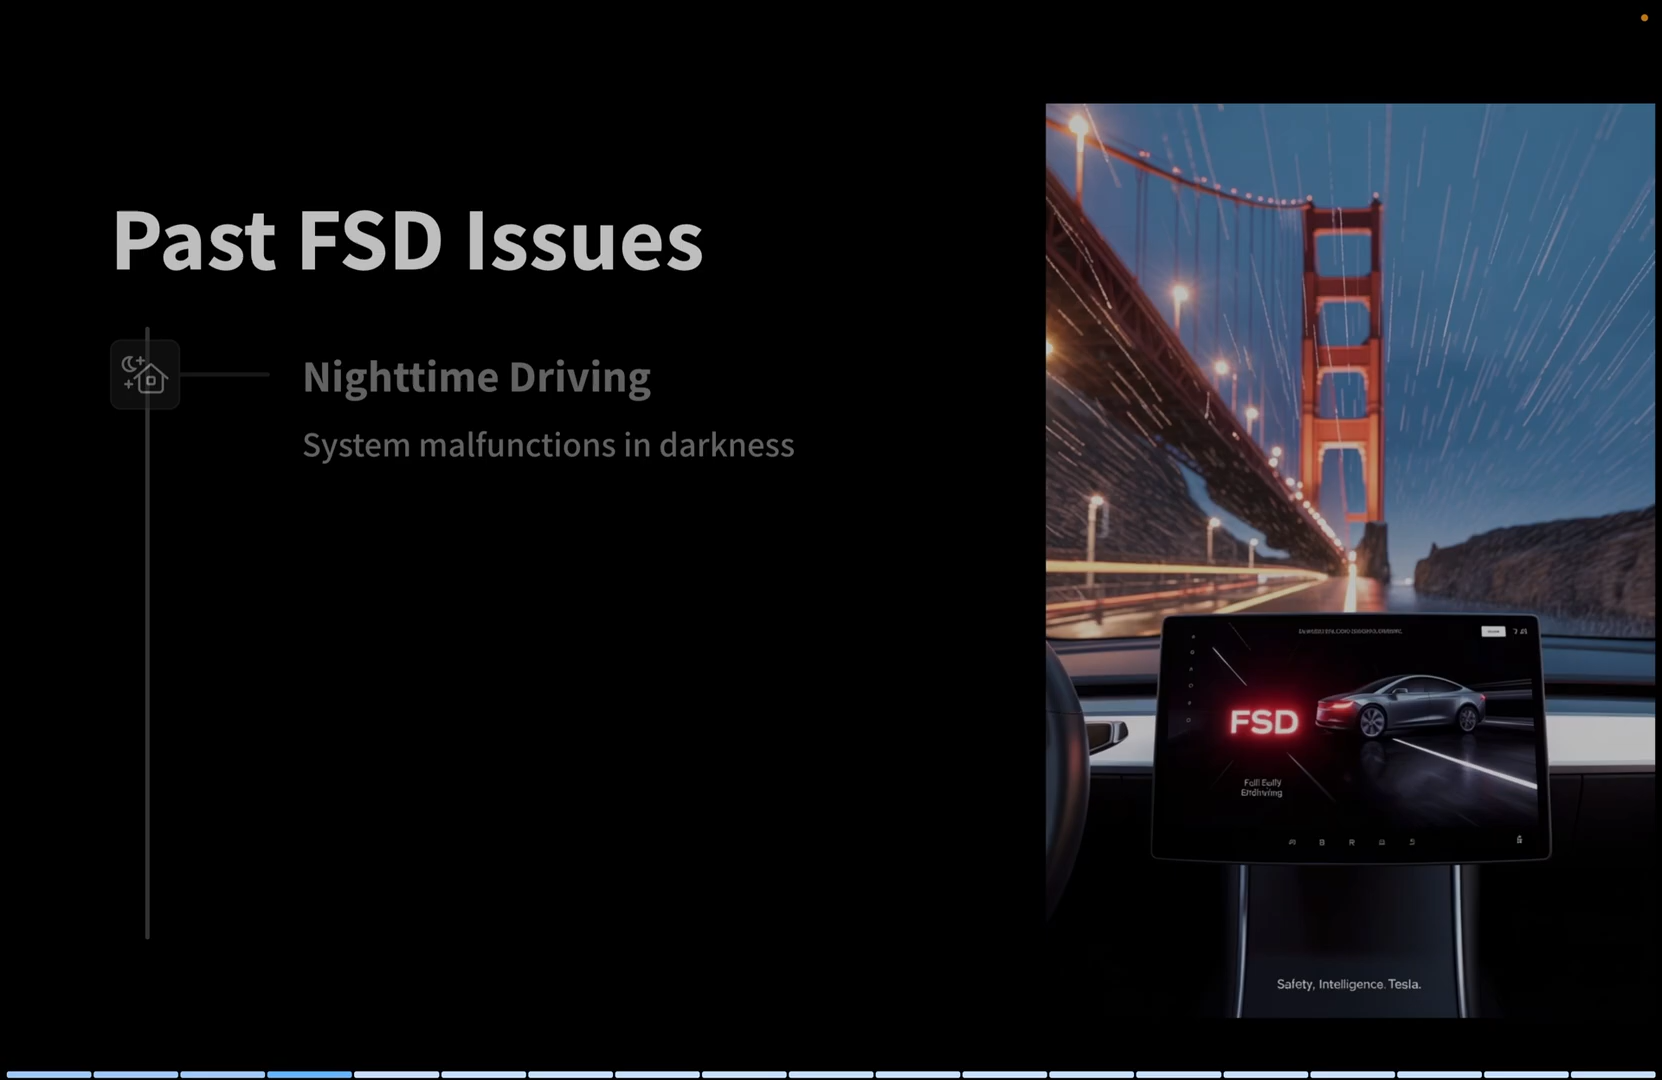 Past FSD Issues
Nighttime Driving
System malfunctions in darkness
FSD
Safety, Intelligence. Tesla.